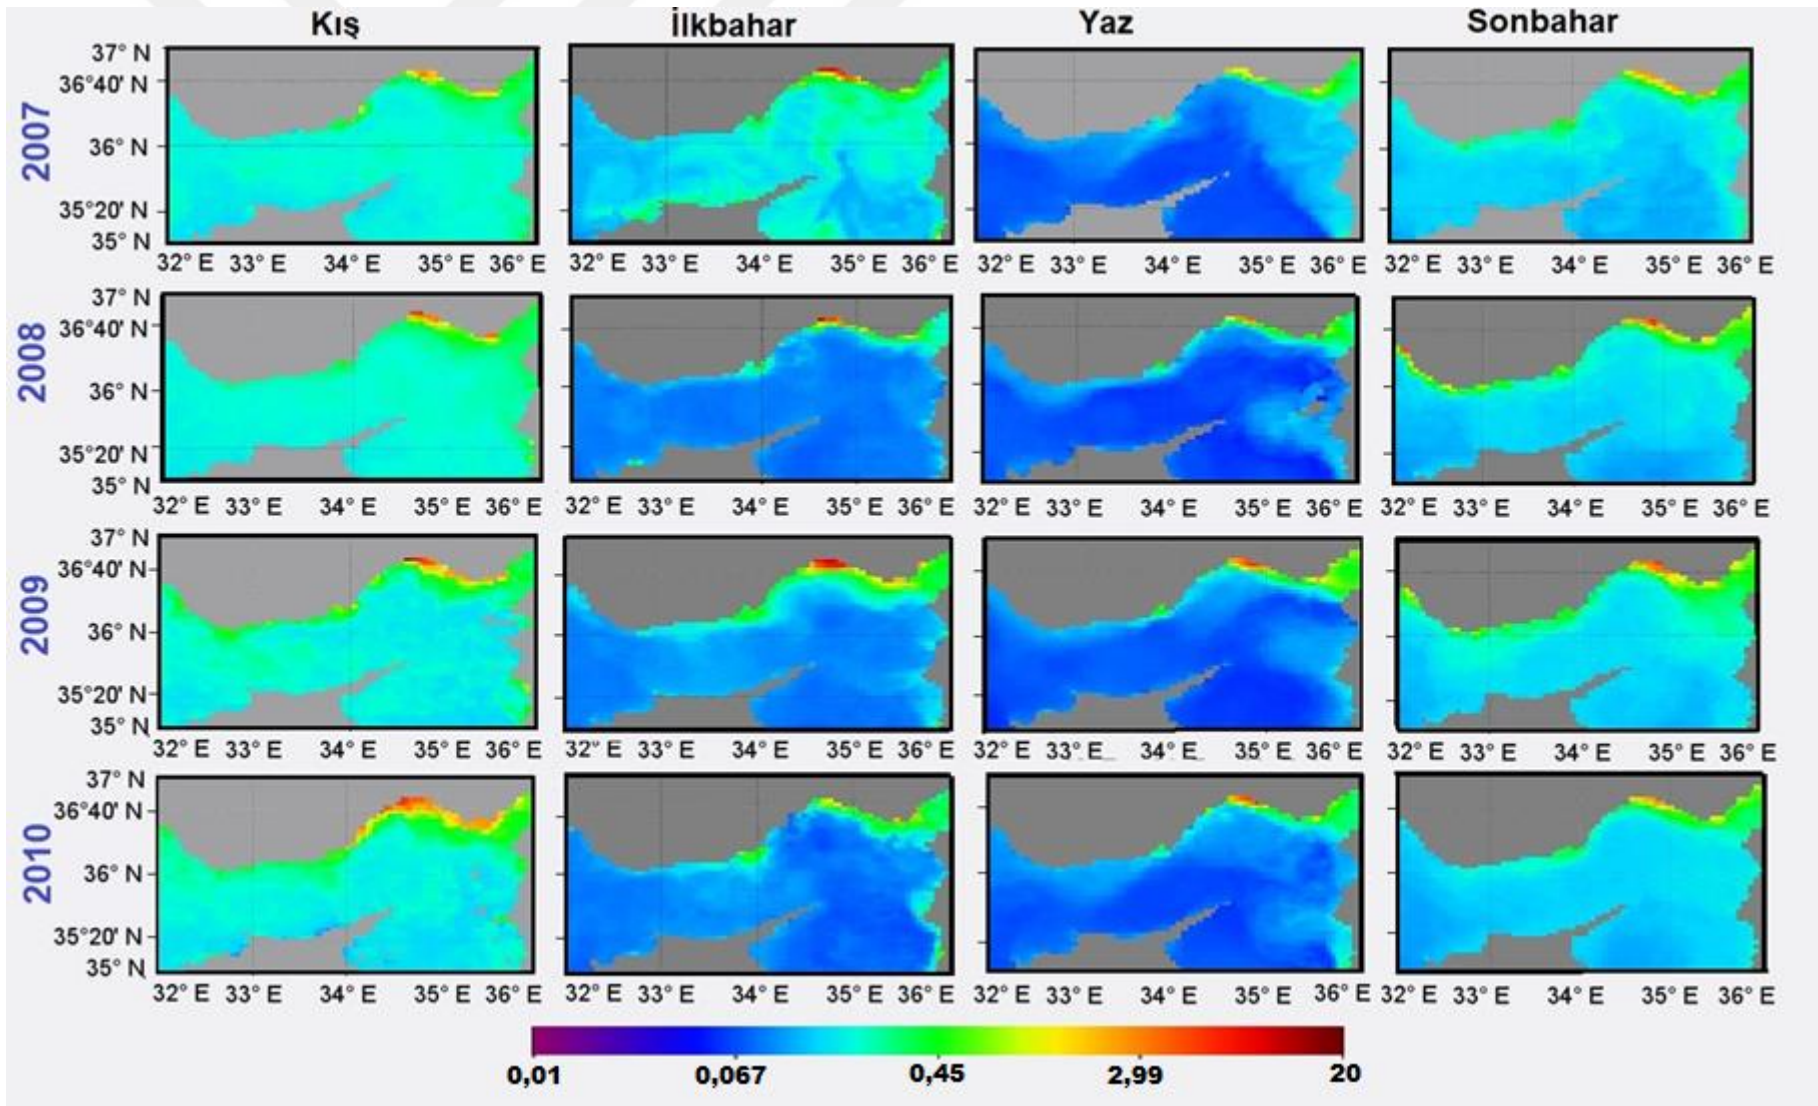 Kış İlkbahar Yaz Sonbahar
2007
37° N
36°40' N
36° N
35°20' N
35° N
32° E 33° E 34° E 35° E 36° E 32° E 33° E 34° E 35° E 36° E 32° E 33° E 34° E 35° E 36° E 32° E 33° E 34° E 35° E 36° E
2008
37° N
36°40' N
36° N
35°20' N
35° N
32° E 33° E 34° E 35° E 36° E 32° E 33° E 34° E 35° E 36° E 32° E 33° E 34° E 35° E 36° E 32° E 33° E 34° E 35° E 36° E
2009
37° N
36°40' N
36° N
35°20' N
35° N
32° E 33° E 34° E 35° E 36° E 32° E 33° E 34° E 35° E 36° E 32° E 33° E 34° E 35° E 36° E 32° E 33° E 34° E 35° E 36° E
2010
37° N
36°40' N
36° N
35°20' N
35° N
32° E 33° E 34° E 35° E 36° E 32° E 33° E 34° E 35° E 36° E 32° E 33° E 34° E 35° E 36° E 32° E 33° E 34° E 35° E 36° E
0,01 0,067 0,45 2,99 20